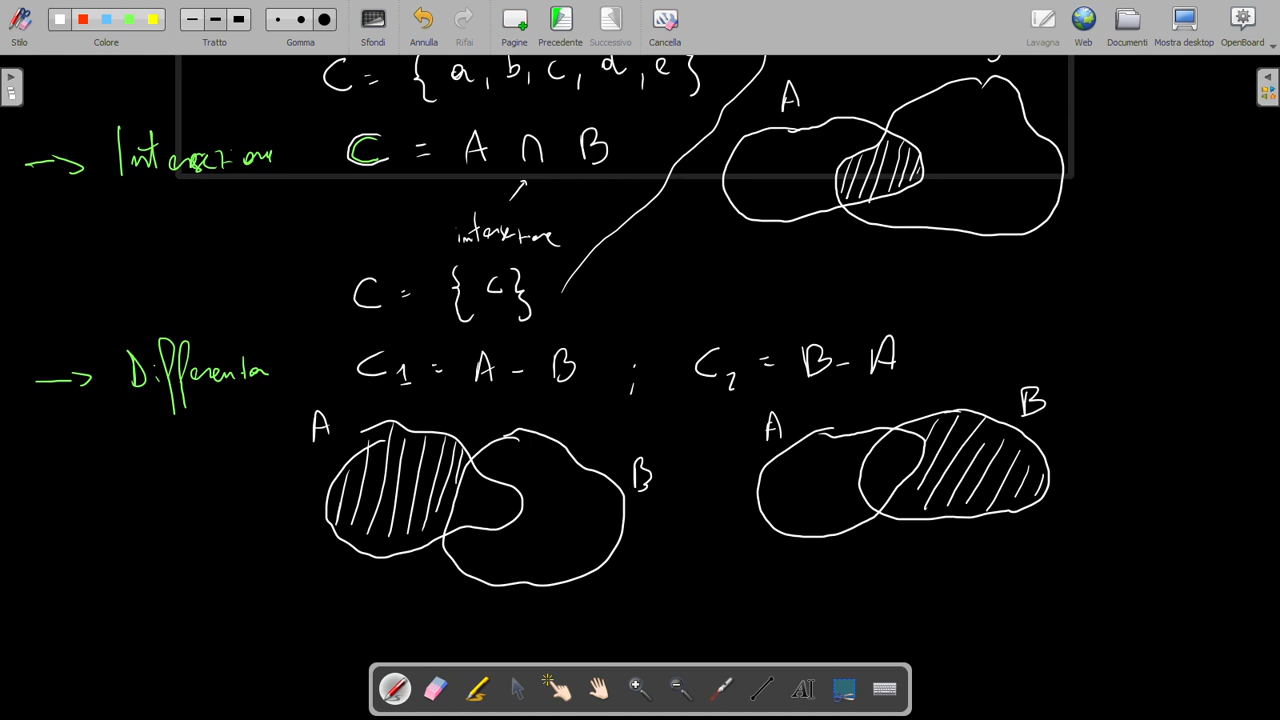 Stilo Colore Tratto Gomma Sfondi Annulla Rifai Pagine Precedente Successivo Cancella Lavagna Web Documenti Mostra desktop OpenBoard
C = {a, b, c, d, e}
A
→ Intersezione C = A ∩ B
intersezione
C = {c}
→ Differenza C1 = A - B ; C2 = B - A
A B A B
AI